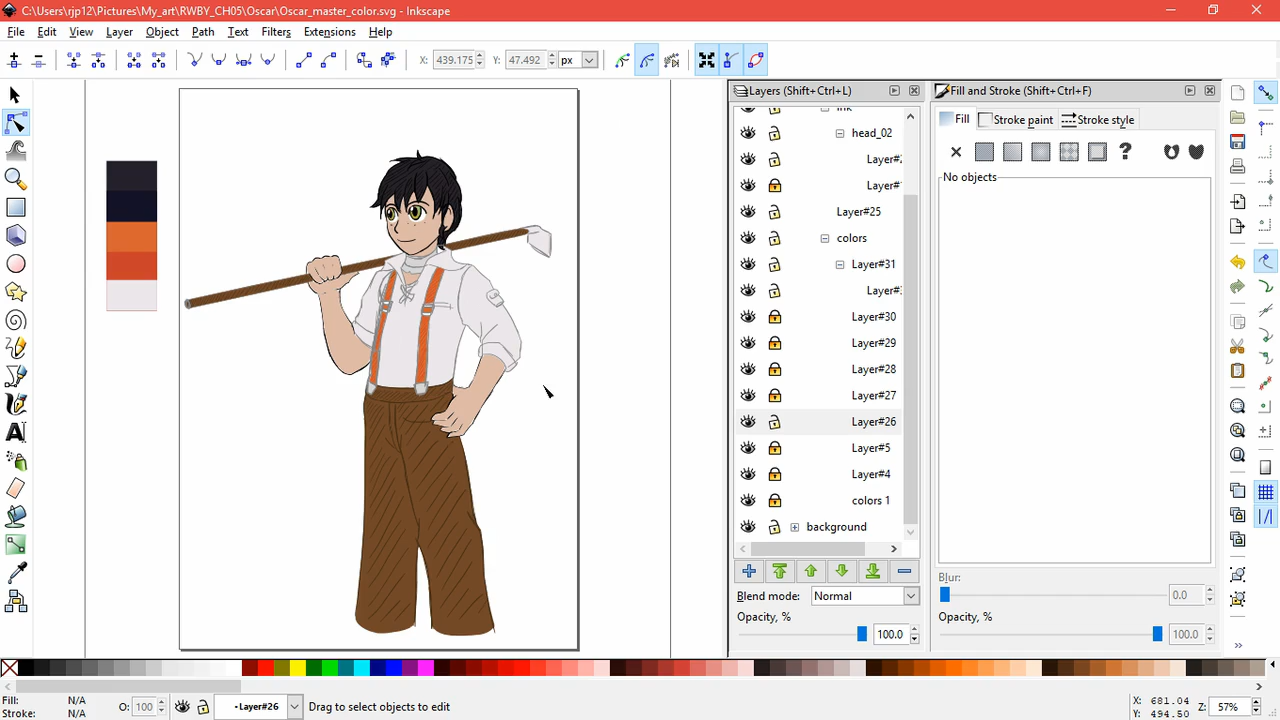 C:\Users\rjp12\Pictures\My_art\RWBY_CH05\Oscar\Oscar_master_color.svg - Inkscape
File Edit View Layer Object Path Text Filters Extensions Help
X: 439.175 Y: 47.492 px
Layers (Shift+Ctrl+L)
Fill and Stroke (Shift+Ctrl+F)
Fill Stroke paint Stroke style
?
No objects
ink
head_02
Layer#
Layer#
Layer#25
colors
Layer#31
Layer#
Layer#30
Layer#29
Layer#28
Layer#27
Layer#26
Layer#5
Layer#4
colors 1
background
Blend mode: Normal
Opacity, %
100.0
Blur:
0.0
Opacity, %
100.0
Fill: N/A
Stroke: N/A
O: 100
•Layer#26
Drag to select objects to edit
X: 681.04
Y: 494.50
Z: 57%